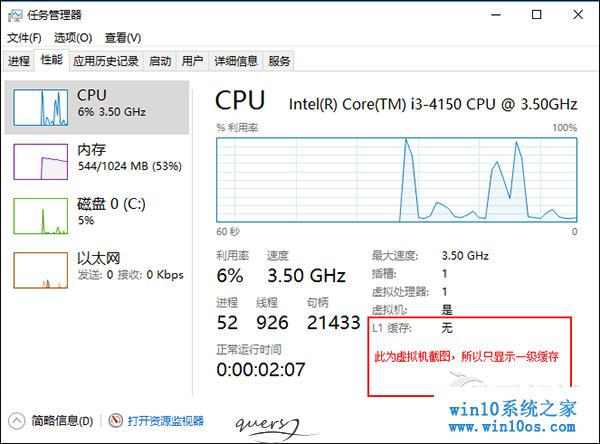 任务管理器
文件(F) 选项(O) 查看(V)
进程 性能 应用历史记录 启动 用户 详细信息 服务
CPU
6% 3.50 GHz
内存
544/1024 MB (53%)
磁盘 0 (C:)
5%
以太网
发送: 0 接收: 0 Kbps
CPU Intel(R) Core(TM) i3-4150 CPU @ 3.50GHz
% 利用率 100%
60 秒 0
利用率 速度
6% 3.50 GHz
进程 线程 句柄
52 926 21433
正常运行时间
0:00:02:07
最大速度: 3.50 GHz
插槽: 1
虚拟处理器: 1
虚拟机: 是
L1 缓存: 无
此为虚拟机截图，所以只显示一级缓存
简略信息(D) 打开资源监视器
win10系统之家
www.win10os.com